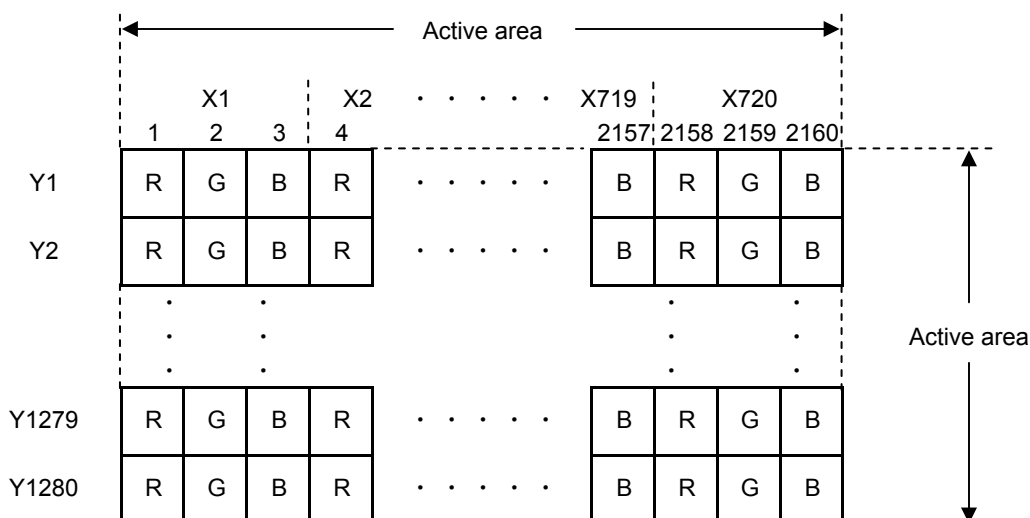 Active area
X1 X2 · · · · · X719 X720
1 2 3 4 2157 2158 2159 2160
Y1 R G B R · · · · · B R G B
Y2 R G B R · · · · · B R G B
· · · ·
· · · ·
Active area
· · · ·
Y1279 R G B R · · · · · B R G B
Y1280 R G B R · · · · · B R G B